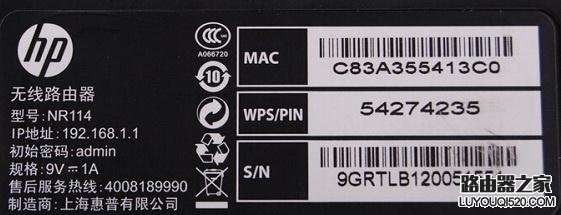 hp
无线路由器
型号: NR114
IP地址: 192.168.1.1
初始密码: admin
规格: 9V⎓1A
售后服务热线: 4008189990
制造商: 上海惠普有限公司
CCC
A066720
10
MAC
C83A355413C0
WPS/PIN
54274235
S/N
路由器之家
LUYOUQI520.COM